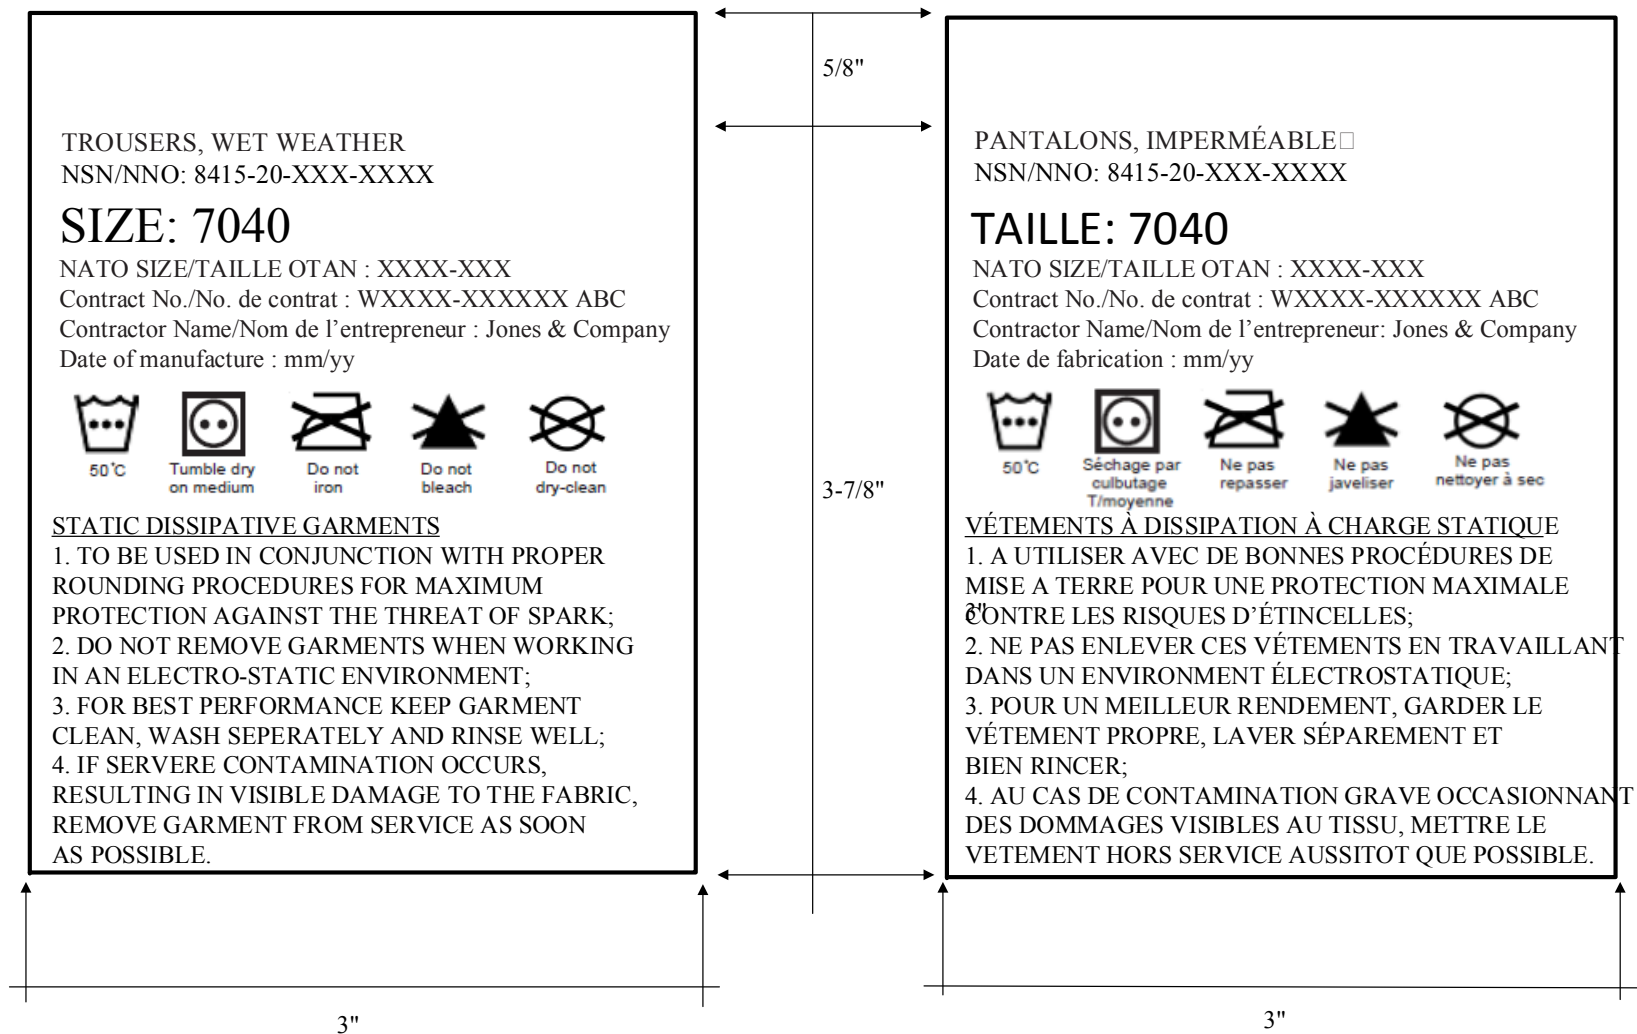 TROUSERS, WET WEATHER
NSN/NNO: 8415-20-XXX-XXXX
SIZE: 7040
NATO SIZE/TAILLE OTAN : XXXX-XXX
Contract No./No. de contrat : WXXXX-XXXXXX ABC
Contractor Name/Nom de l’entrepreneur : Jones & Company
Date of manufacture : mm/yy
50˚C
Tumble dry
on medium
Do not
iron
Do not
bleach
Do not
dry-clean
STATIC DISSIPATIVE GARMENTS
1. TO BE USED IN CONJUNCTION WITH PROPER
ROUNDING PROCEDURES FOR MAXIMUM
PROTECTION AGAINST THE THREAT OF SPARK;
2. DO NOT REMOVE GARMENTS WHEN WORKING
IN AN ELECTRO-STATIC ENVIRONMENT;
3. FOR BEST PERFORMANCE KEEP GARMENT
CLEAN, WASH SEPERATELY AND RINSE WELL;
4. IF SERVERE CONTAMINATION OCCURS,
RESULTING IN VISIBLE DAMAGE TO THE FABRIC,
REMOVE GARMENT FROM SERVICE AS SOON
AS POSSIBLE.
3"
5/8"
3-7/8"
PANTALONS, IMPERMÉABLE□
NSN/NNO: 8415-20-XXX-XXXX
TAILLE: 7040
NATO SIZE/TAILLE OTAN : XXXX-XXX
Contract No./No. de contrat : WXXXX-XXXXXX ABC
Contractor Name/Nom de l’entrepreneur: Jones & Company
Date de fabrication : mm/yy
50˚C
Séchage par
culbutage
T/moyenne
Ne pas
repasser
Ne pas
javeliser
Ne pas
nettoyer à sec
VÉTEMENTS À DISSIPATION À CHARGE STATIQUE
1. A UTILISER AVEC DE BONNES PROCÉDURES DE
MISE A TERRE POUR UNE PROTECTION MAXIMALE
3"
CONTRE LES RISQUES D’ÉTINCELLES;
2. NE PAS ENLEVER CES VÉTEMENTS EN TRAVAILLANT
DANS UN ENVIRONMENT ÉLECTROSTATIQUE;
3. POUR UN MEILLEUR RENDEMENT, GARDER LE
VÉTEMENT PROPRE, LAVER SÉPAREMENT ET
BIEN RINCER;
4. AU CAS DE CONTAMINATION GRAVE OCCASIONNANT
DES DOMMAGES VISIBLES AU TISSU, METTRE LE
VETEMENT HORS SERVICE AUSSITOT QUE POSSIBLE.
3"